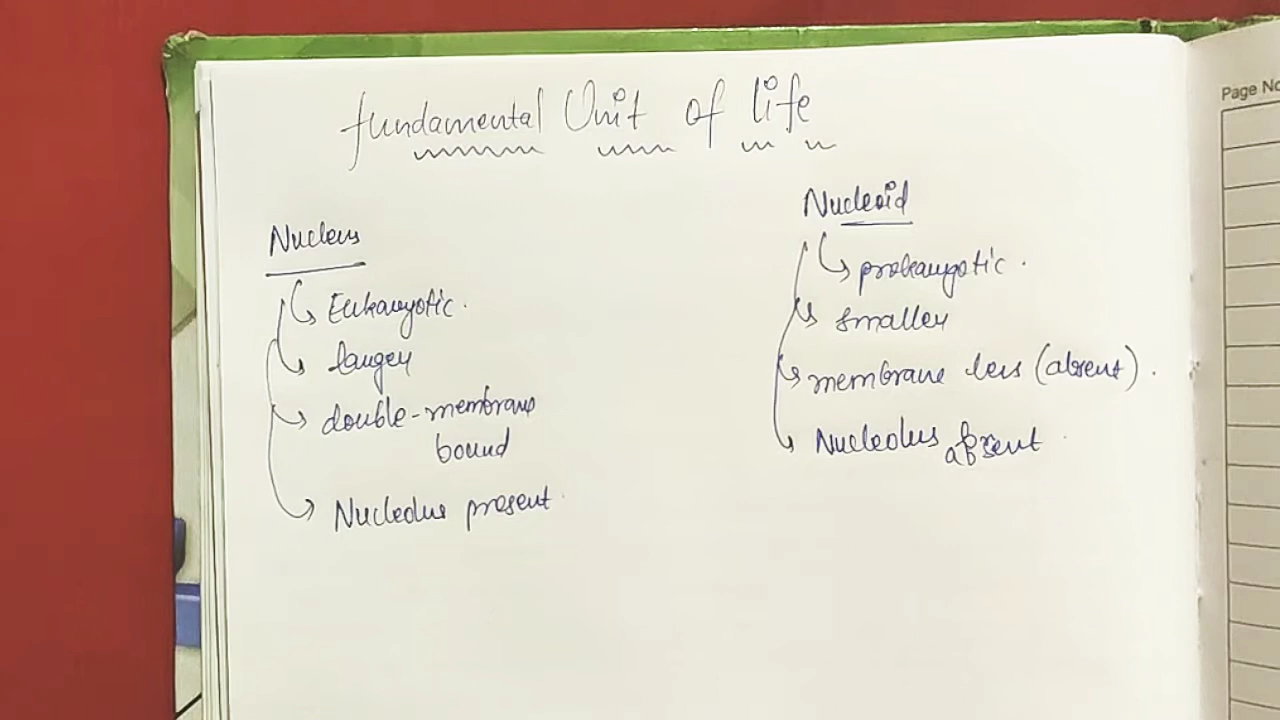 fundamental Unit of life
Page No
Nucleus
Eukaryotic.
larger
double-membrane
bound
Nucleolus present.
Nucleoid
prokaryotic.
smaller
membrane less (absent).
Nucleolus absent